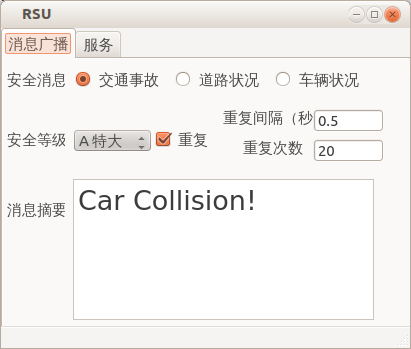 RSU
消息广播 服务
安全消息 交通事故 道路状况 车辆状况
重复间隔（秒 0.5
安全等级 A 特大 重复
重复次数 20
消息摘要 Car Collision!